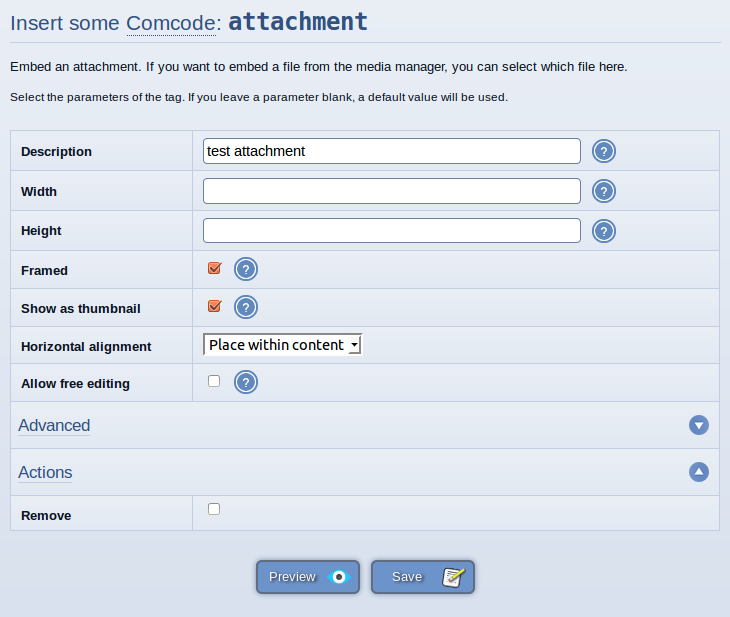 Insert some Comcode: attachment
Embed an attachment. If you want to embed a file from the media manager, you can select which file here.
Select the parameters of the tag. If you leave a parameter blank, a default value will be used.
Description test attachment ?
Width ?
Height ?
Framed ?
Show as thumbnail ?
Horizontal alignment Place within content
Allow free editing ?
Advanced
Actions
Remove
Preview Save